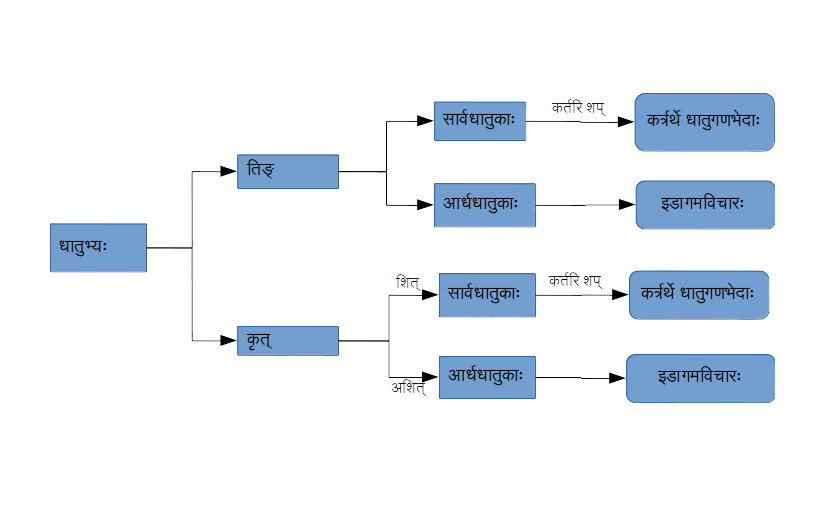 कर्तरि शप्
सार्वधातुकाः
कर्त्रर्थे धातुगणभेदाः
तिङ्
आर्धधातुकाः
इडागमविचारः
धातुभ्यः
शित्
कर्तरि शप्
सार्वधातुकाः
कर्त्रर्थे धातुगणभेदाः
कृत्
आर्धधातुकाः
इडागमविचारः
अशित्